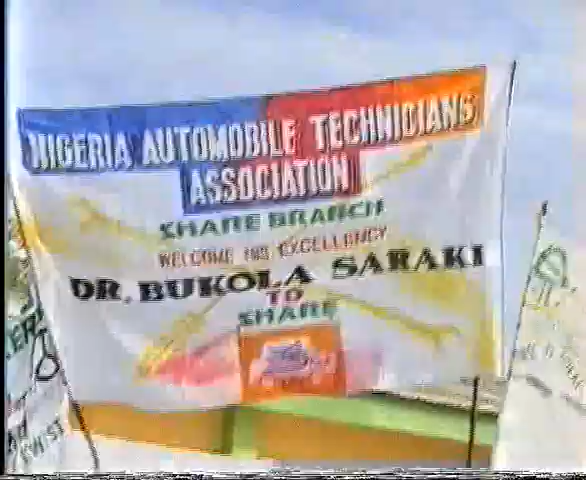 NIGERIA AUTOMOBILE TECHNICIANS
ASSOCIATION
SHARE BRANCH
WELCOME HIS EXCELLENCY
DR. BUKOLA SARAKI
TO
SHARE